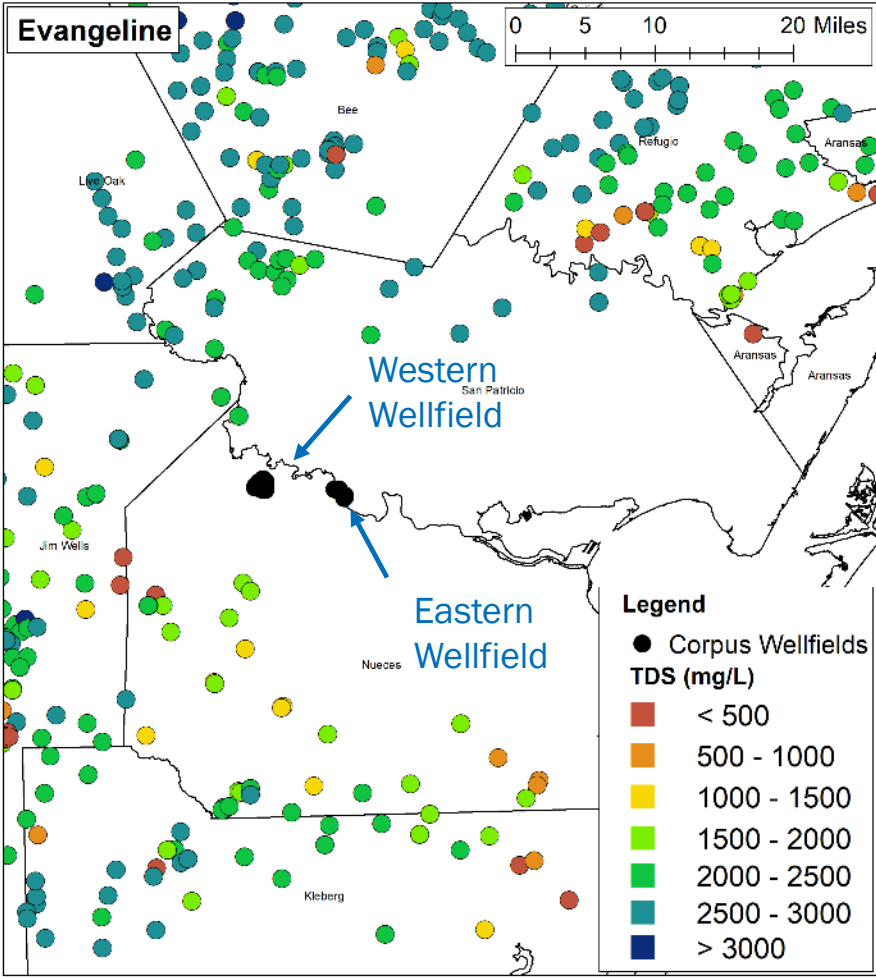 Evangeline
0 5 10 20 Miles
Bee
Refugio
Aransas
Live Oak
Aransas
Aransas
Western
Wellfield
San Patricio
Jim Wells
Eastern
Wellfield
Nueces
Kleberg
Legend
Corpus Wellfields
TDS (mg/L)
< 500
500 - 1000
1000 - 1500
1500 - 2000
2000 - 2500
2500 - 3000
> 3000